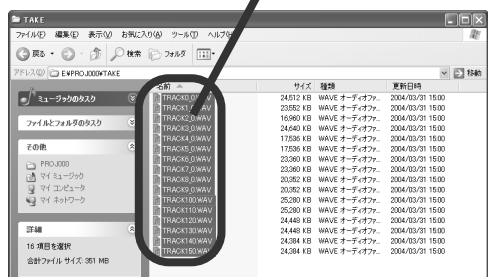 TAKE
ファイル(F) 編集(E) 表示(V) お気に入り(A) ツール(T) ヘルプ(H)
戻る 検索 フォルダ
アドレス(D) E:¥PROJ000¥TAKE 移動
名前 サイズ 種類 更新日時
ミュージックのタスク
ファイルとフォルダのタスク
その他
PROJ000
マイ ミュージック
マイ コンピュータ
マイ ネットワーク
詳細
16 項目を選択
合計ファイル サイズ: 351 MB
TRACK0_0.WAV 24,512 KB WAVE オーディオファ... 2004/03/31 15:00
TRACK1_0.WAV 23,552 KB WAVE オーディオファ... 2004/03/31 15:00
TRACK2_0.WAV 16,960 KB WAVE オーディオファ... 2004/03/31 15:00
TRACK3_0.WAV 24,640 KB WAVE オーディオファ... 2004/03/31 15:00
TRACK4_0.WAV 17,536 KB WAVE オーディオファ... 2004/03/31 15:00
TRACK5_0.WAV 17,536 KB WAVE オーディオファ... 2004/03/31 15:00
TRACK6_0.WAV 23,360 KB WAVE オーディオファ... 2004/03/31 15:00
TRACK7_0.WAV 23,360 KB WAVE オーディオファ... 2004/03/31 15:00
TRACK8_0.WAV 20,352 KB WAVE オーディオファ... 2004/03/31 15:00
TRACK9_0.WAV 20,352 KB WAVE オーディオファ... 2004/03/31 15:00
TRACK100.WAV 25,280 KB WAVE オーディオファ... 2004/03/31 15:00
TRACK110.WAV 25,280 KB WAVE オーディオファ... 2004/03/31 15:00
TRACK120.WAV 24,448 KB WAVE オーディオファ... 2004/03/31 15:00
TRACK130.WAV 24,448 KB WAVE オーディオファ... 2004/03/31 15:00
TRACK140.WAV 24,384 KB WAVE オーディオファ... 2004/03/31 15:00
TRACK150.WAV 24,384 KB WAVE オーディオファ... 2004/03/31 15:00